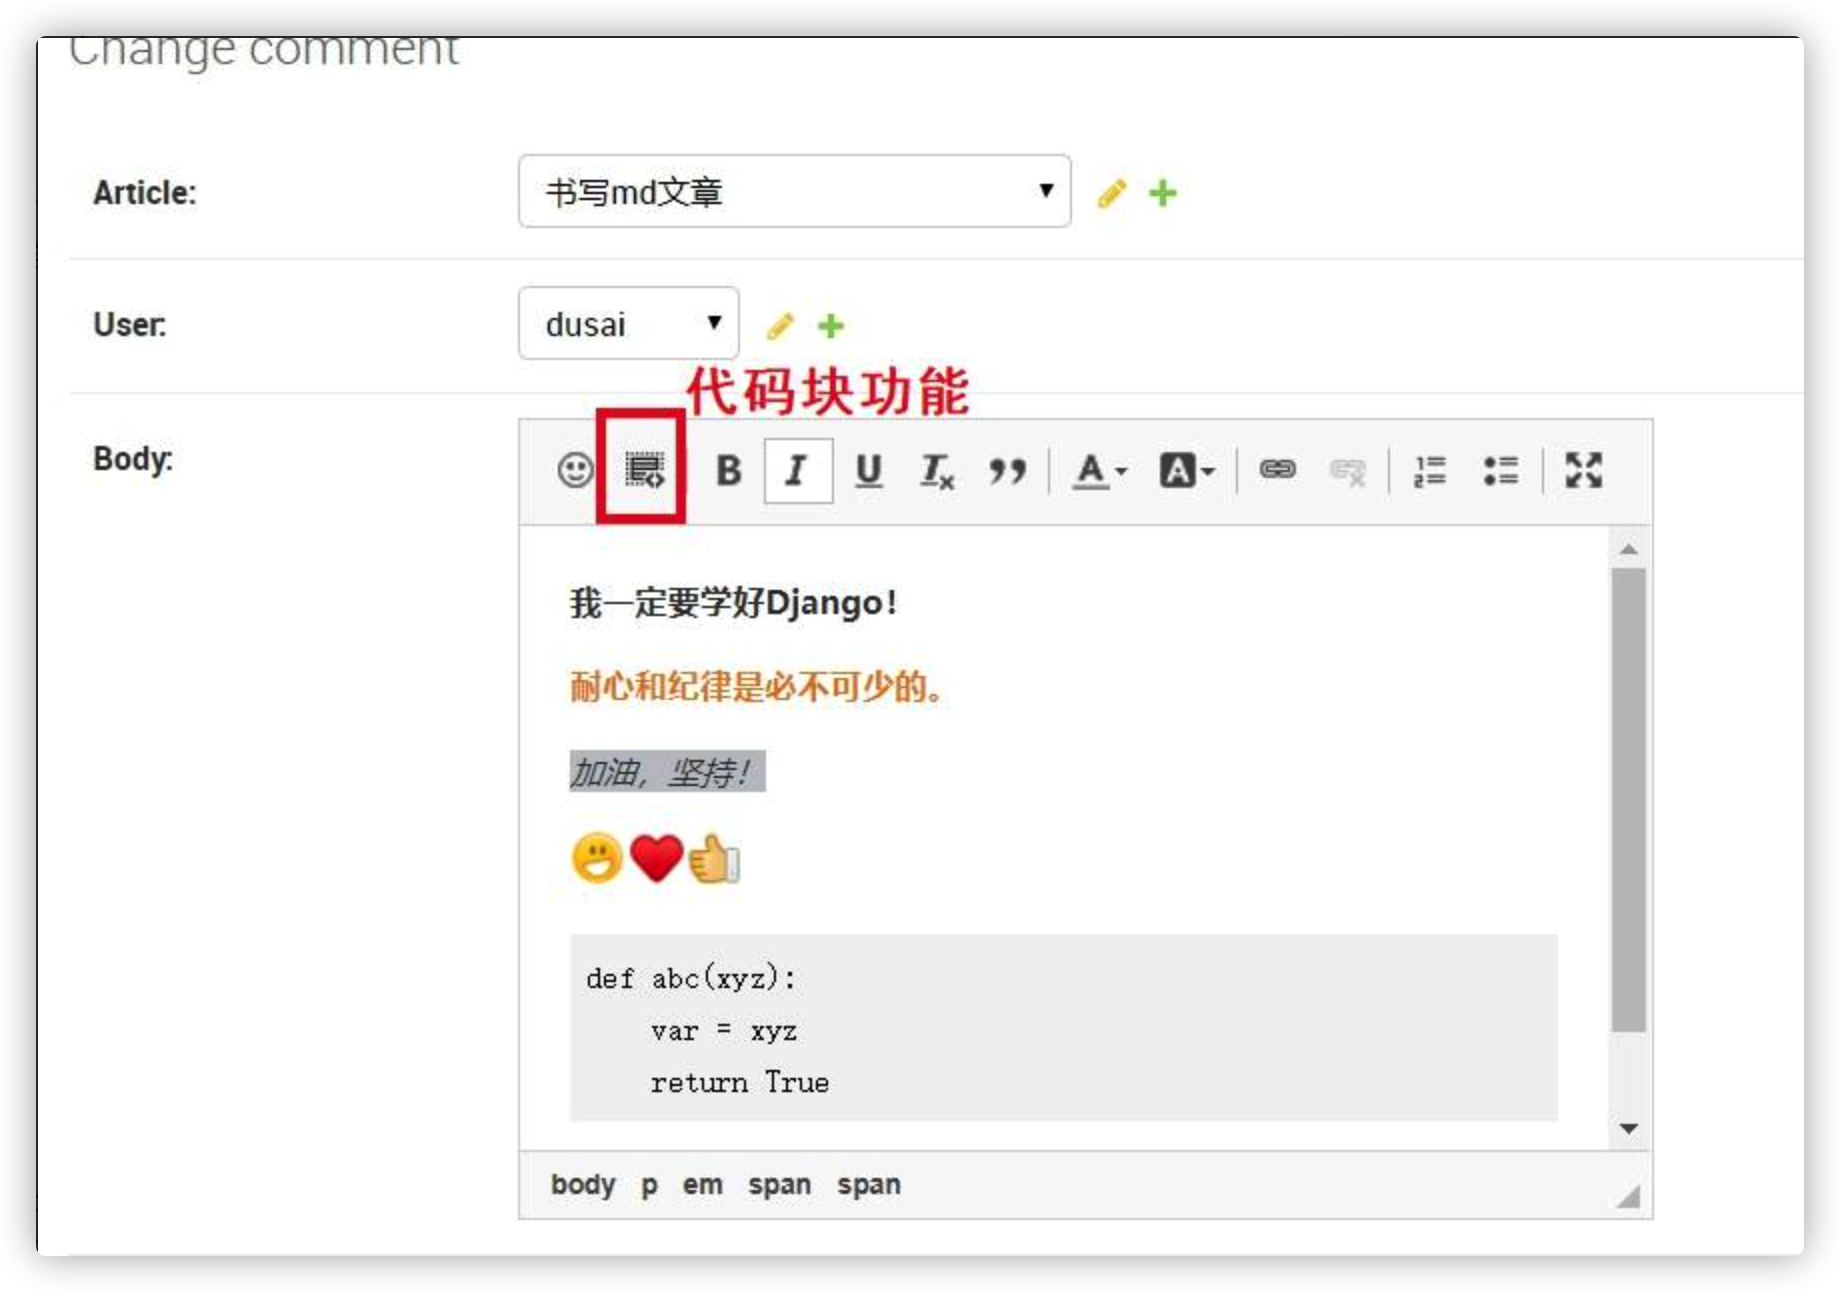 Change comment
Article:
书写md文章
User:
dusai
代码块功能
Body:
B I U Tx ” A A
我一定要学好Django！
耐心和纪律是必不可少的。
加油，坚持！
def abc(xyz):
    var = xyz
    return True
body p em span span